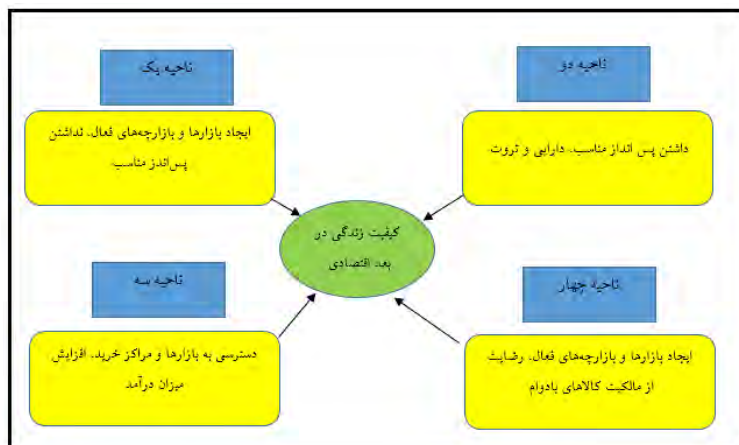 ناحیه یک
ایجاد بازارها و بازارچه‌های فعال، نداشتن
پس‌اندز مناسب
ناحیه دو
داشتن پس انداز مناسب، دارایی و ثروت
کیفیت زندگی در
بعد اقتصادی
ناحیه سه
دسترسی به بازارها و مراکز خرید، افزایش
میزان درآمد
ناحیه چهار
ایجاد بازارها و بازارچه‌های فعال، رضایت
از مالکیت کالاهای بادوام